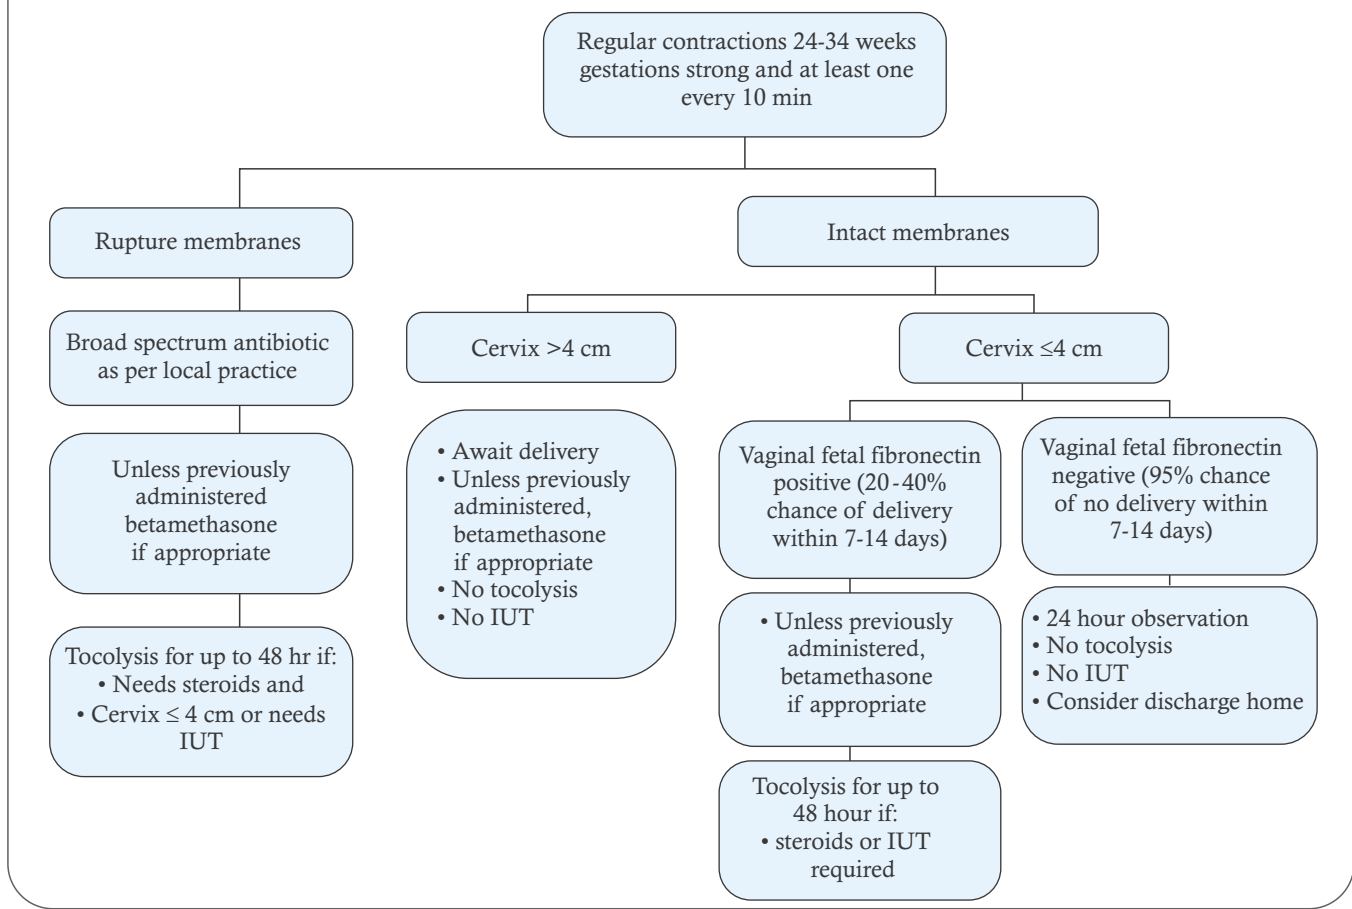 Regular contractions 24-34 weeks
gestations strong and at least one
every 10 min
Rupture membranes
Broad spectrum antibiotic
as per local practice
Unless previously
administered
betamethasone
if appropriate
Tocolysis for up to 48 hr if:
• Needs steroids and
• Cervix ≤ 4 cm or needs
IUT
Intact membranes
Cervix >4 cm
• Await delivery
• Unless previously
administered,
betamethasone
if appropriate
• No tocolysis
• No IUT
Cervix ≤4 cm
Vaginal fetal fibronectin
positive (20-40%
chance of delivery
within 7-14 days)
• Unless previously
administered,
betamethasone
if appropriate
Tocolysis for up to
48 hour if:
• steroids or IUT
required
Vaginal fetal fibronectin
negative (95% chance
of no delivery within
7-14 days)
• 24 hour observation
• No tocolysis
• No IUT
• Consider discharge home